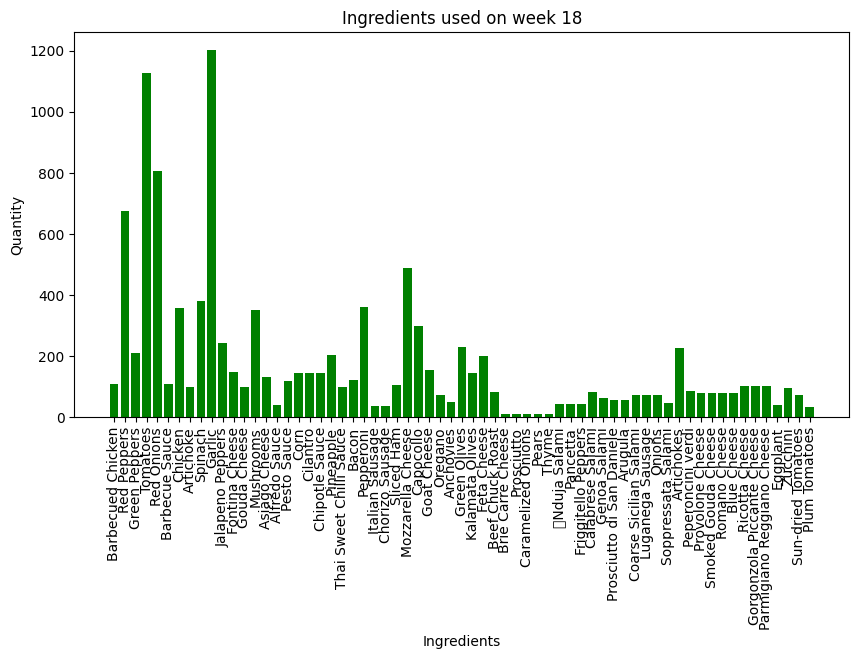 Ingredients used on week 18
Quantity
1200
1000
800
600
400
200
0
Barbecued Chicken
Red Peppers
Green Peppers
Tomatoes
Red Onions
Barbecue Sauce
Chicken
Artichoke
Spinach
Garlic
Jalapeno Peppers
Fontina Cheese
Gouda Cheese
Mushrooms
Asiago Cheese
Alfredo Sauce
Pesto Sauce
Corn
Cilantro
Chipotle Sauce
Pineapple
Thai Sweet Chilli Sauce
Bacon
Pepperoni
Italian Sausage
Chorizo Sausage
Sliced Ham
Mozzarella Cheese
Capocollo
Goat Cheese
Oregano
Anchovies
Green Olives
Kalamata Olives
Feta Cheese
Beef Chuck Roast
Brie Carre Cheese
Prosciutto
Caramelized Onions
Pears
Thyme
Nduja Salami
Pancetta
Friggitello Peppers
Calabrese Salami
Genoa Salami
Prosciutto di San Daniele
Arugula
Coarse Sicilian Salami
Luganega Sausage
Onions
Soppressata Salami
Artichokes
Peperoncini verdi
Provolone Cheese
Smoked Gouda Cheese
Romano Cheese
Blue Cheese
Ricotta Cheese
Gorgonzola Piccante Cheese
Parmigiano Reggiano Cheese
Eggplant
Zucchini
Sun-dried Tomatoes
Plum Tomatoes
Ingredients